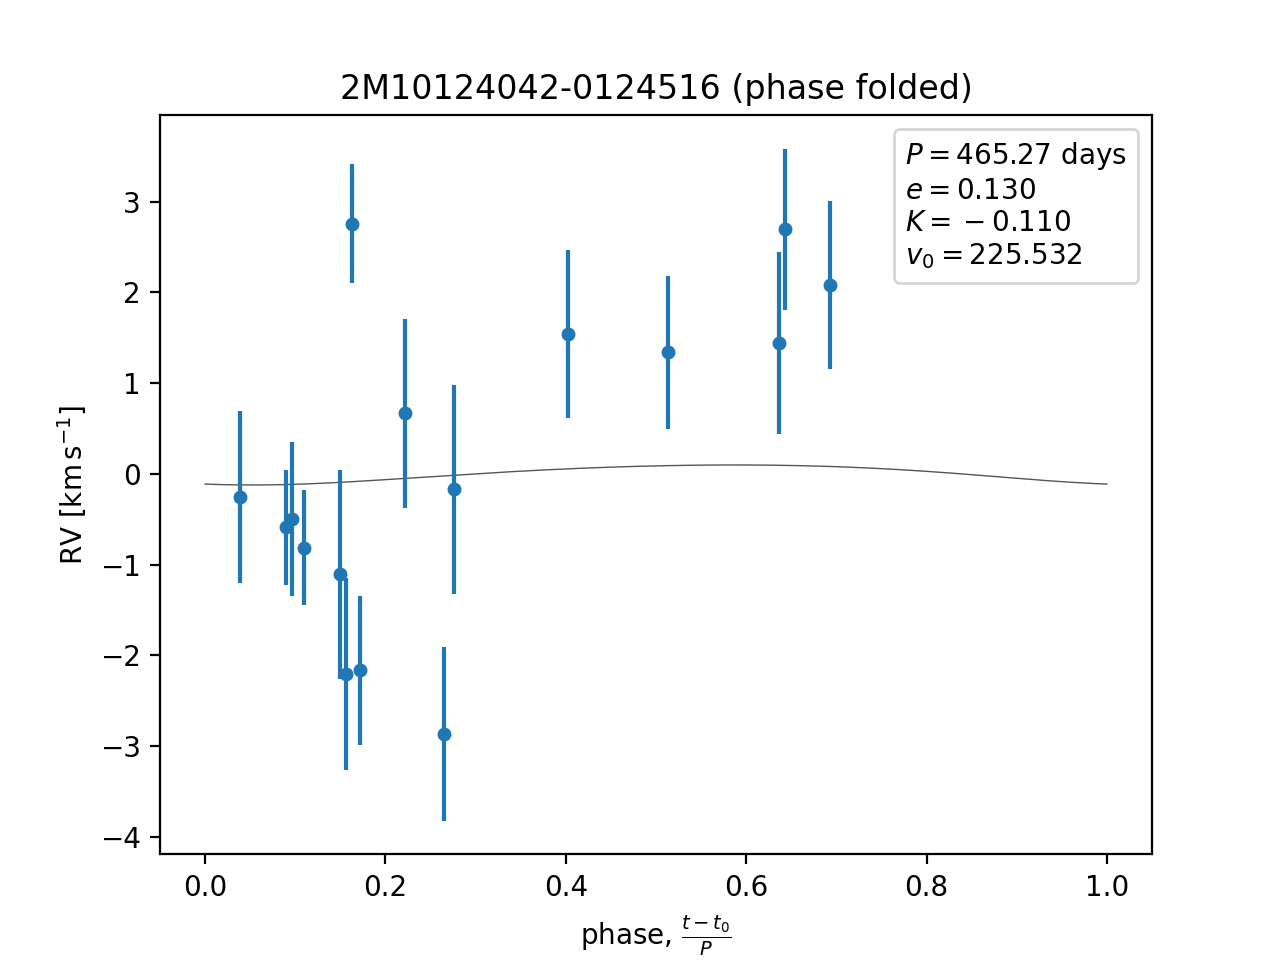 2M10124042-0124516 (phase folded)
P = 465.27 days
e = 0.130
K = −0.110
v₀ = 225.532
RV [km s⁻¹]
3
2
1
0
−1
−2
−3
−4
0.0 0.2 0.4 0.6 0.8 1.0
phase, (t − t₀)/P